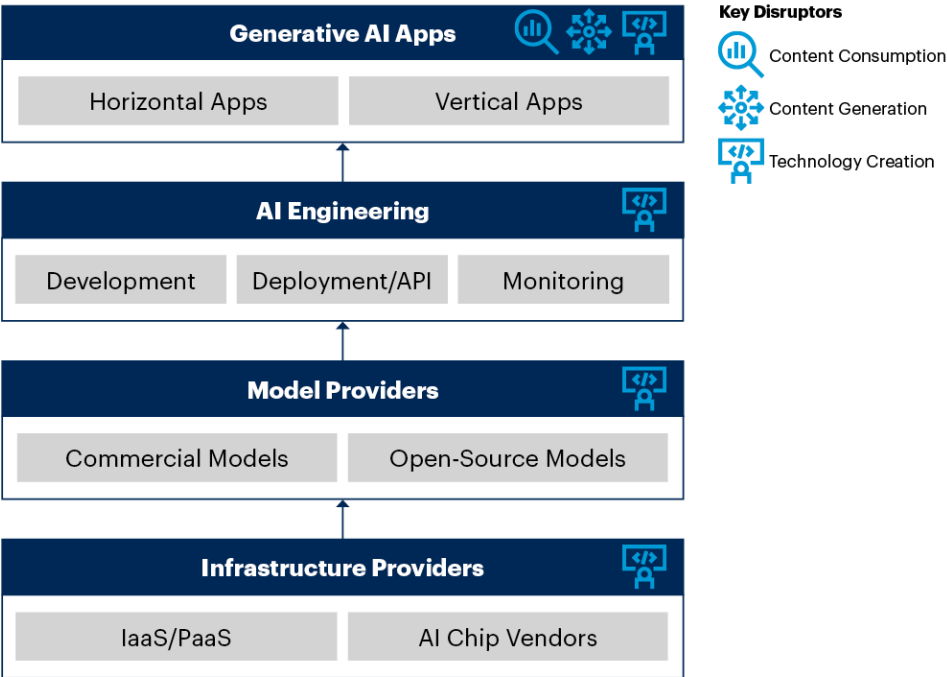 Generative AI Apps
Horizontal Apps
Vertical Apps
AI Engineering
Development
Deployment/API
Monitoring
Model Providers
Commercial Models
Open-Source Models
Infrastructure Providers
IaaS/PaaS
AI Chip Vendors
Key Disruptors
Content Consumption
Content Generation
Technology Creation